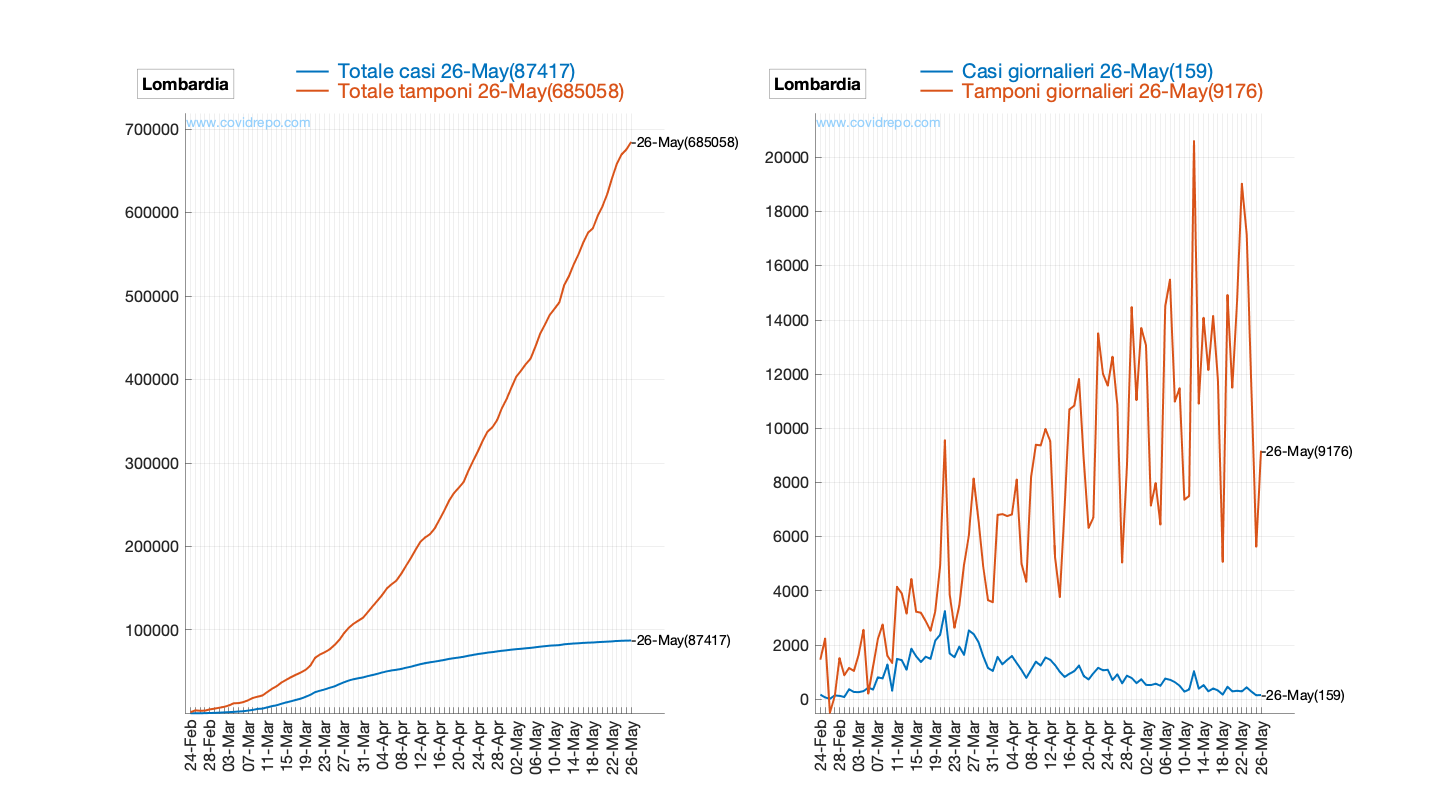 Lombardia
Totale casi 26-May(87417)
Totale tamponi 26-May(685058)
www.covidrepo.com
700000
600000
500000
400000
300000
200000
100000
26-May(685058)
26-May(87417)
24-Feb
28-Feb
03-Mar
07-Mar
11-Mar
15-Mar
19-Mar
23-Mar
27-Mar
31-Mar
04-Apr
08-Apr
12-Apr
16-Apr
20-Apr
24-Apr
28-Apr
02-May
06-May
10-May
14-May
18-May
22-May
26-May
Lombardia
Casi giornalieri 26-May(159)
Tamponi giornalieri 26-May(9176)
www.covidrepo.com
20000
18000
16000
14000
12000
10000
8000
6000
4000
2000
0
26-May(9176)
26-May(159)
24-Feb
28-Feb
03-Mar
07-Mar
11-Mar
15-Mar
19-Mar
23-Mar
27-Mar
31-Mar
04-Apr
08-Apr
12-Apr
16-Apr
20-Apr
24-Apr
28-Apr
02-May
06-May
10-May
14-May
18-May
22-May
26-May